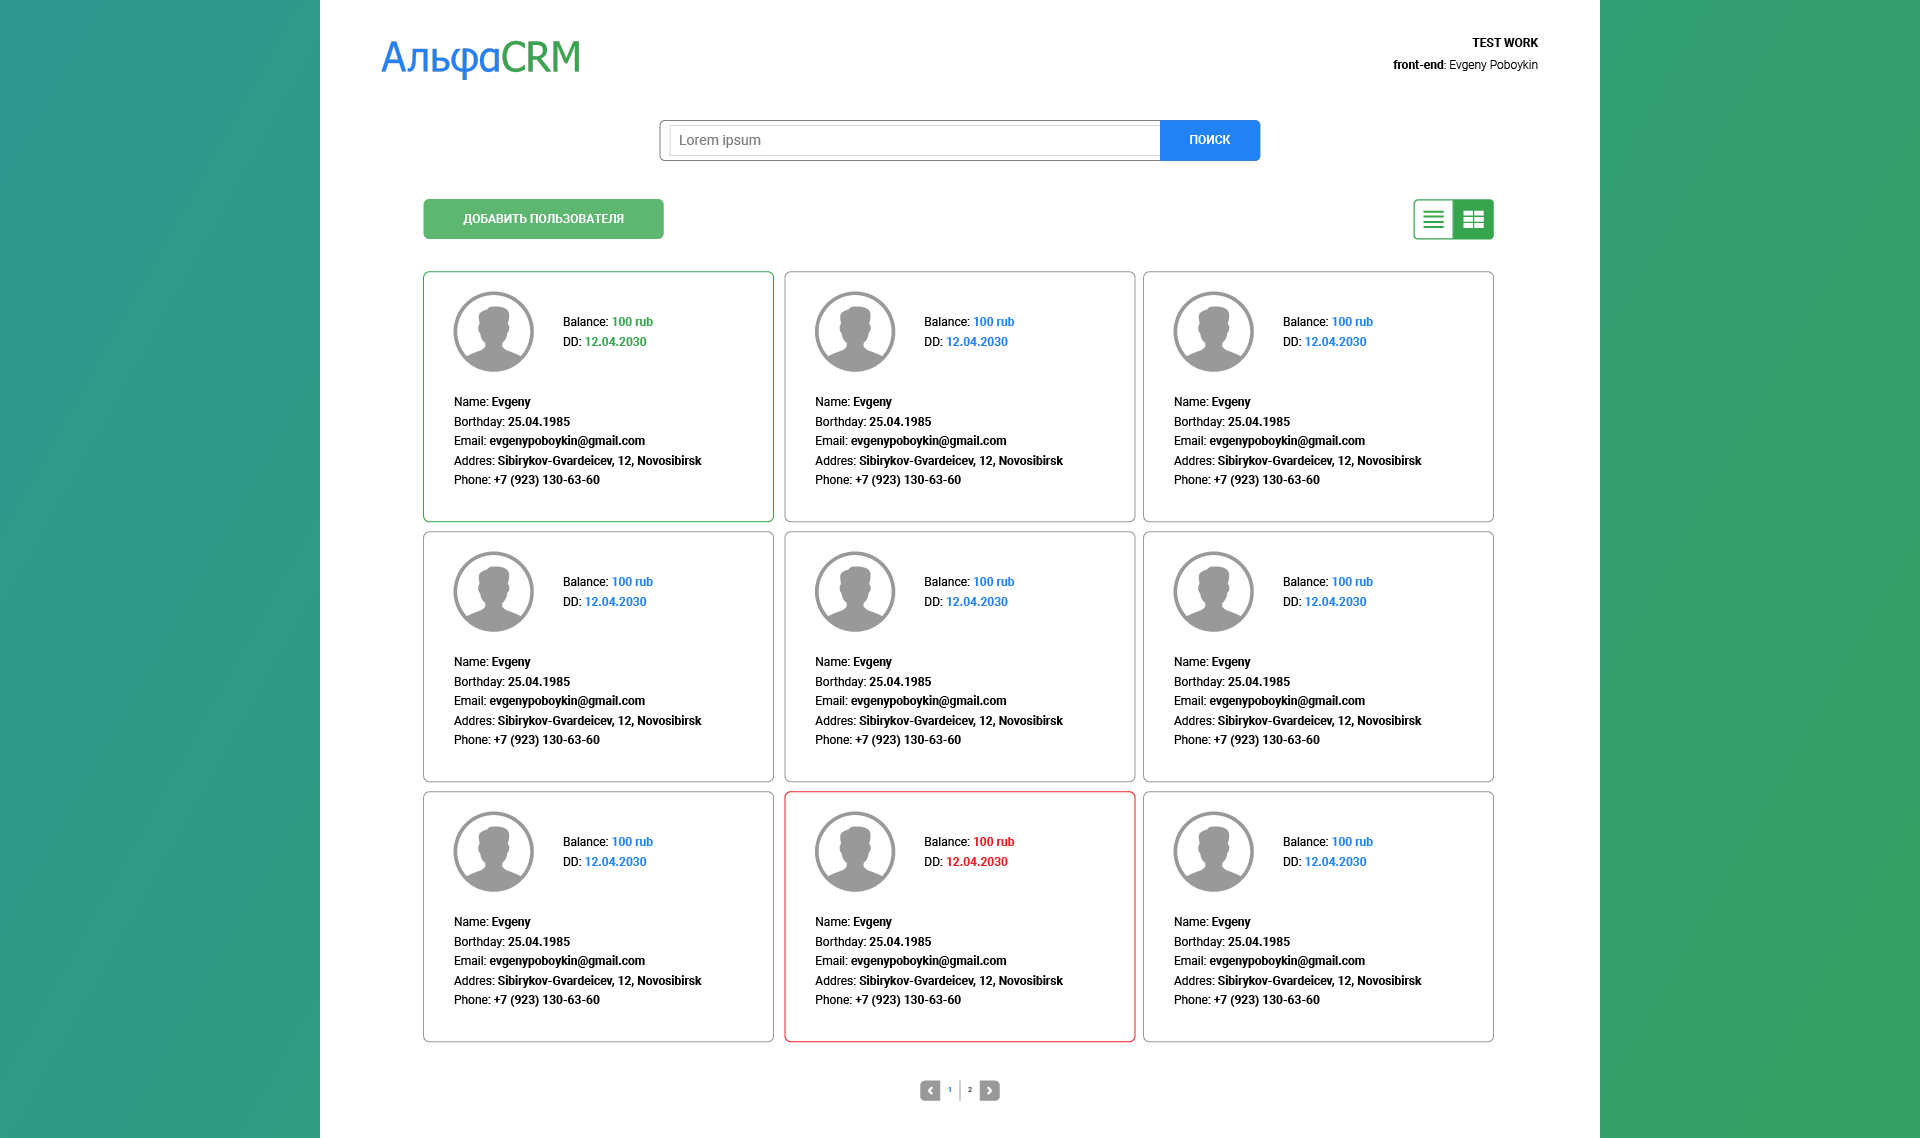 АльфаCRM
TEST WORK
front-end: Evgeny Poboykin
Lorem ipsum
ПОИСК
ДОБАВИТЬ ПОЛЬЗОВАТЕЛЯ
Balance: 100 rub
DD: 12.04.2030
Name: Evgeny
Borthday: 25.04.1985
Email: evgenypoboykin@gmail.com
Addres: Sibirykov-Gvardeicev, 12, Novosibirsk
Phone: +7 (923) 130-63-60
Balance: 100 rub
DD: 12.04.2030
Name: Evgeny
Borthday: 25.04.1985
Email: evgenypoboykin@gmail.com
Addres: Sibirykov-Gvardeicev, 12, Novosibirsk
Phone: +7 (923) 130-63-60
Balance: 100 rub
DD: 12.04.2030
Name: Evgeny
Borthday: 25.04.1985
Email: evgenypoboykin@gmail.com
Addres: Sibirykov-Gvardeicev, 12, Novosibirsk
Phone: +7 (923) 130-63-60
Balance: 100 rub
DD: 12.04.2030
Name: Evgeny
Borthday: 25.04.1985
Email: evgenypoboykin@gmail.com
Addres: Sibirykov-Gvardeicev, 12, Novosibirsk
Phone: +7 (923) 130-63-60
Balance: 100 rub
DD: 12.04.2030
Name: Evgeny
Borthday: 25.04.1985
Email: evgenypoboykin@gmail.com
Addres: Sibirykov-Gvardeicev, 12, Novosibirsk
Phone: +7 (923) 130-63-60
Balance: 100 rub
DD: 12.04.2030
Name: Evgeny
Borthday: 25.04.1985
Email: evgenypoboykin@gmail.com
Addres: Sibirykov-Gvardeicev, 12, Novosibirsk
Phone: +7 (923) 130-63-60
Balance: 100 rub
DD: 12.04.2030
Name: Evgeny
Borthday: 25.04.1985
Email: evgenypoboykin@gmail.com
Addres: Sibirykov-Gvardeicev, 12, Novosibirsk
Phone: +7 (923) 130-63-60
Balance: 100 rub
DD: 12.04.2030
Name: Evgeny
Borthday: 25.04.1985
Email: evgenypoboykin@gmail.com
Addres: Sibirykov-Gvardeicev, 12, Novosibirsk
Phone: +7 (923) 130-63-60
Balance: 100 rub
DD: 12.04.2030
Name: Evgeny
Borthday: 25.04.1985
Email: evgenypoboykin@gmail.com
Addres: Sibirykov-Gvardeicev, 12, Novosibirsk
Phone: +7 (923) 130-63-60
1 2